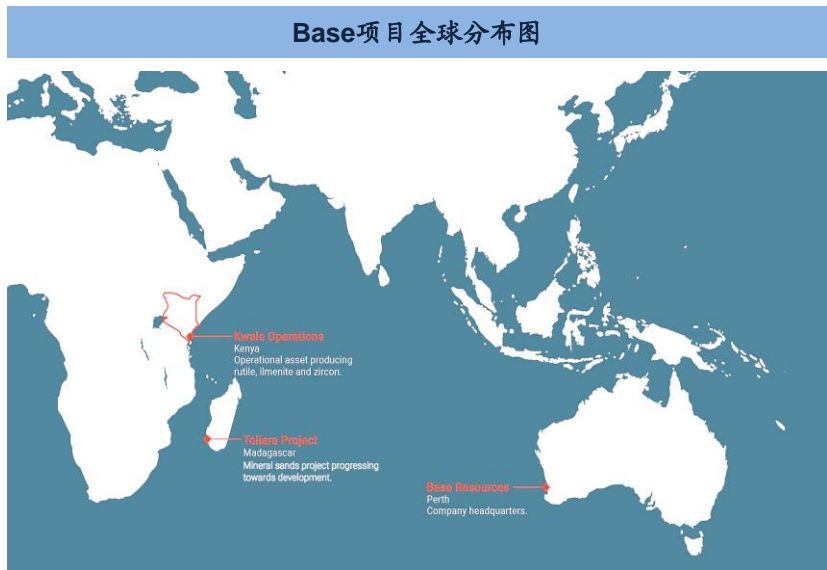 Base项目全球分布图
Kwale Operations
Kenya
Operational asset producing
rutile, ilmenite and zircon.
Toliara Project
Madagascar
Mineral sands project progressing
towards development.
Base Resources
Perth
Company headquarters.